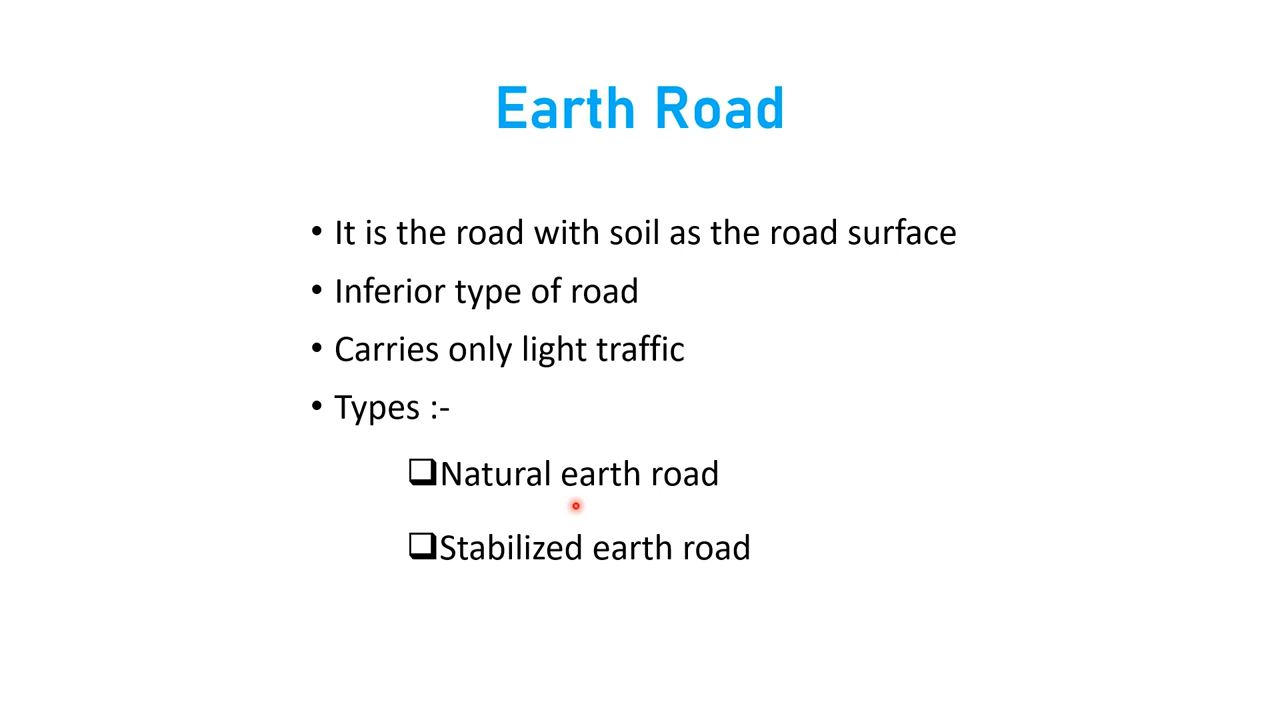 Earth Road
• It is the road with soil as the road surface
• Inferior type of road
• Carries only light traffic
• Types :-
❑Natural earth road
❑Stabilized earth road